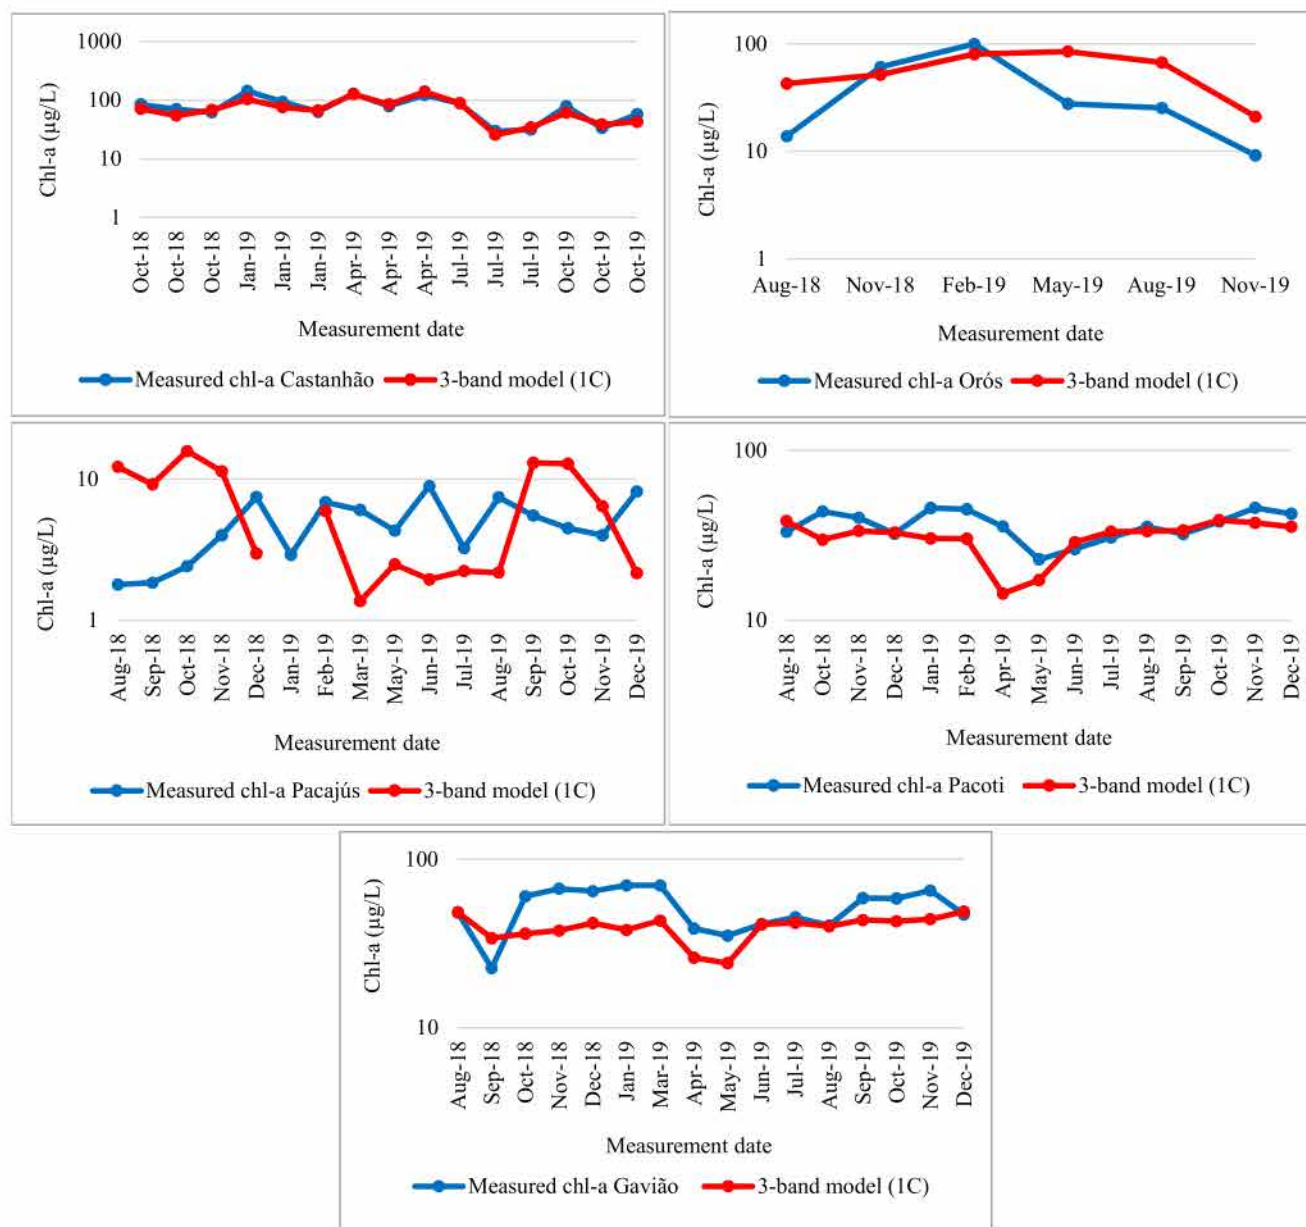 1000
100
10
1
Chl-a (µg/L)
Oct-18
Oct-18
Oct-18
Jan-19
Jan-19
Jan-19
Apr-19
Apr-19
Apr-19
Jul-19
Jul-19
Jul-19
Oct-19
Oct-19
Oct-19
Measurement date
Measured chl-a Castanhão 3-band model (1C)
100
10
1
Chl-a (µg/L)
Aug-18 Nov-18 Feb-19 May-19 Aug-19 Nov-19
Measurement date
Measured chl-a Orós 3-band model (1C)
10
1
Chl-a (µg/L)
Aug-18
Sep-18
Oct-18
Nov-18
Dec-18
Jan-19
Feb-19
Mar-19
May-19
Jun-19
Jul-19
Aug-19
Sep-19
Oct-19
Nov-19
Dec-19
Measurement date
Measured chl-a Pacajús 3-band model (1C)
100
10
Chl-a (µg/L)
Aug-18
Oct-18
Nov-18
Dec-18
Jan-19
Feb-19
Apr-19
May-19
Jun-19
Jul-19
Aug-19
Sep-19
Oct-19
Nov-19
Dec-19
Measurement date
Measured chl-a Pacoti 3-band model (1C)
100
10
Chl-a (µg/L)
Aug-18
Sep-18
Oct-18
Nov-18
Dec-18
Jan-19
Mar-19
Apr-19
May-19
Jun-19
Jul-19
Aug-19
Sep-19
Oct-19
Nov-19
Dec-19
Measurement date
Measured chl-a Gavião 3-band model (1C)